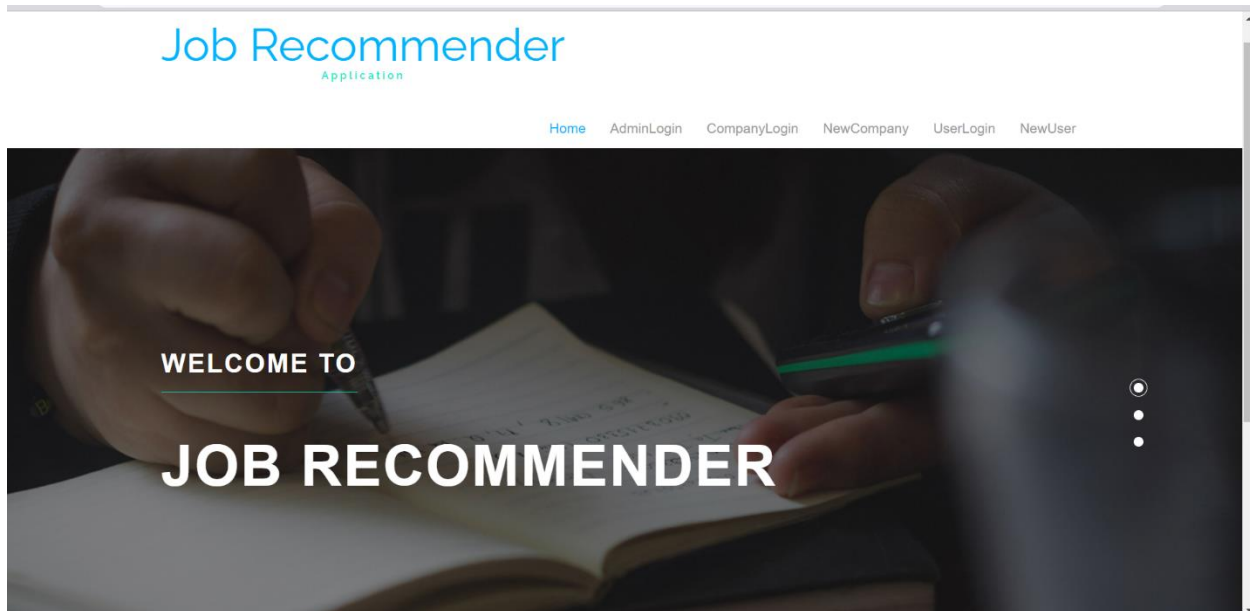 Job Recommender
Application
Home AdminLogin CompanyLogin NewCompany UserLogin NewUser
WELCOME TO
JOB RECOMMENDER